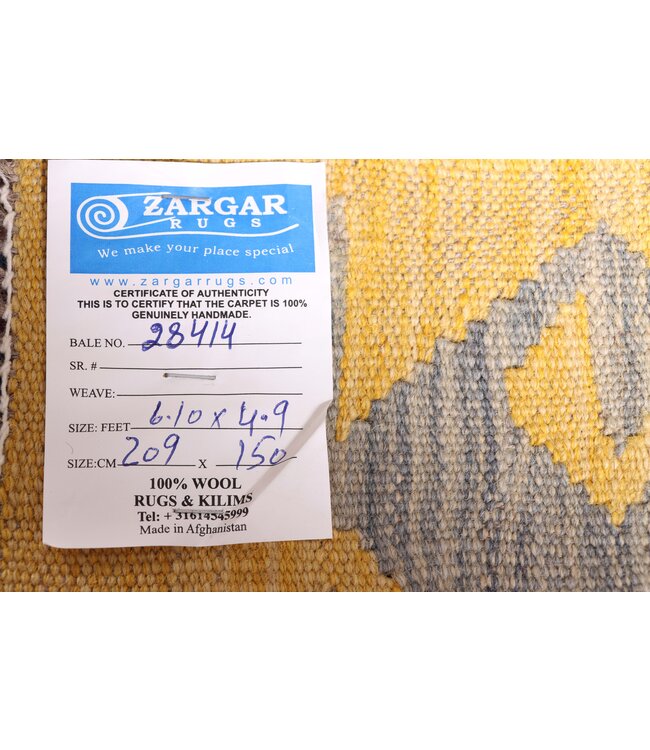 ZARGAR
RUGS
We make your place special
www.zargarrugs.com
CERTIFICATE OF AUTHENTICITY
THIS IS TO CERTIFY THAT THE CARPET IS 100%
GENUINELY HANDMADE.
BALE NO. 28414
SR. #
WEAVE:
SIZE: FEET 6.10 x 4.9
SIZE:CM 209 X 150
100% WOOL
RUGS & KILIMS
Tel: + 31614545999
Made in Afghanistan